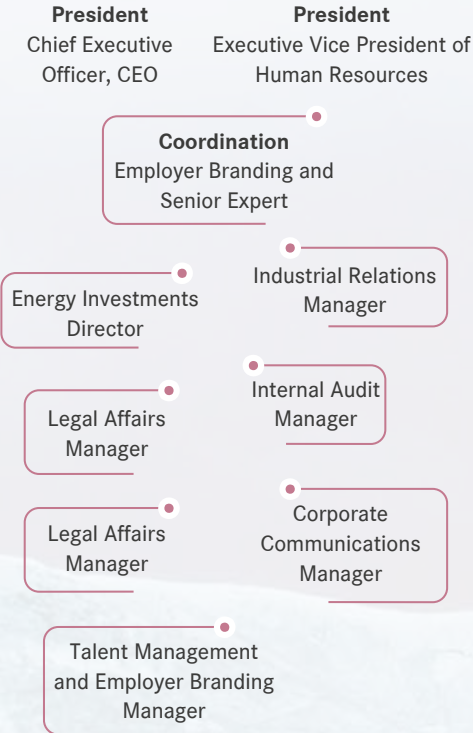 President
Chief Executive
Officer, CEO
President
Executive Vice President of
Human Resources
Coordination
Employer Branding and
Senior Expert
Energy Investments
Director
Industrial Relations
Manager
Legal Affairs
Manager
Internal Audit
Manager
Legal Affairs
Manager
Corporate
Communications
Manager
Talent Management
and Employer Branding
Manager